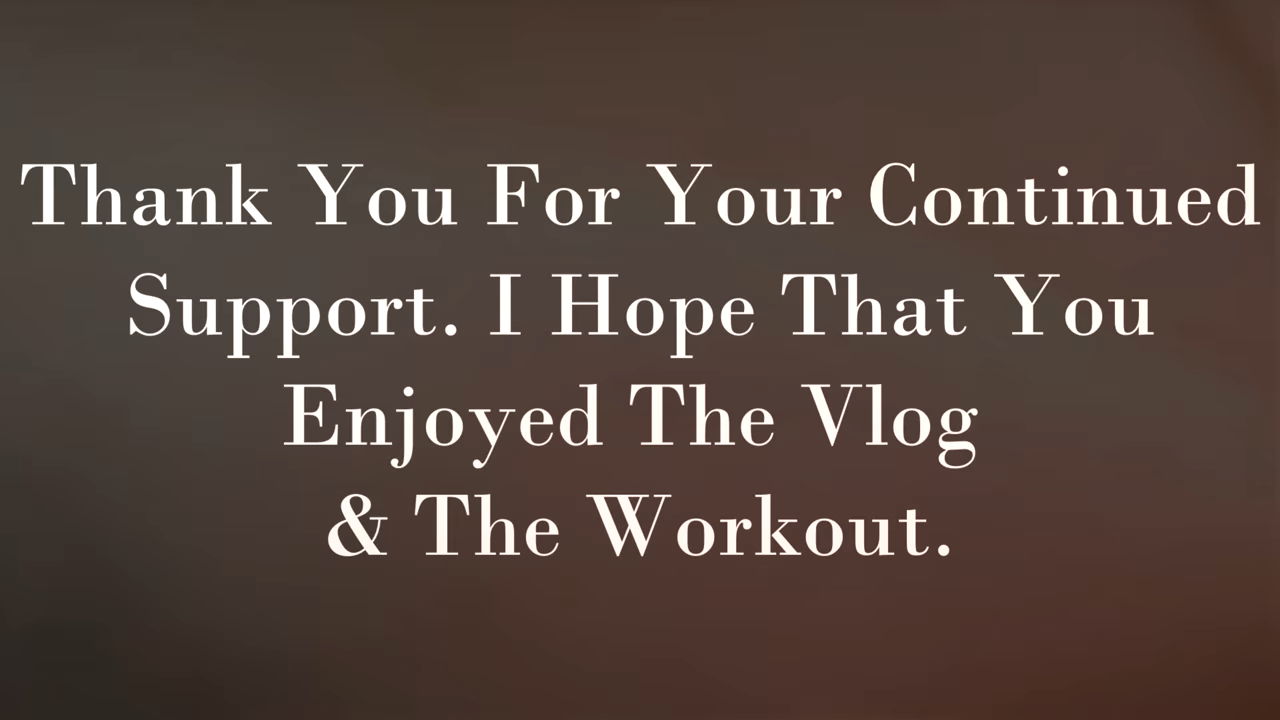 Thank You For Your Continued
Support. I Hope That You
Enjoyed The Vlog
& The Workout.